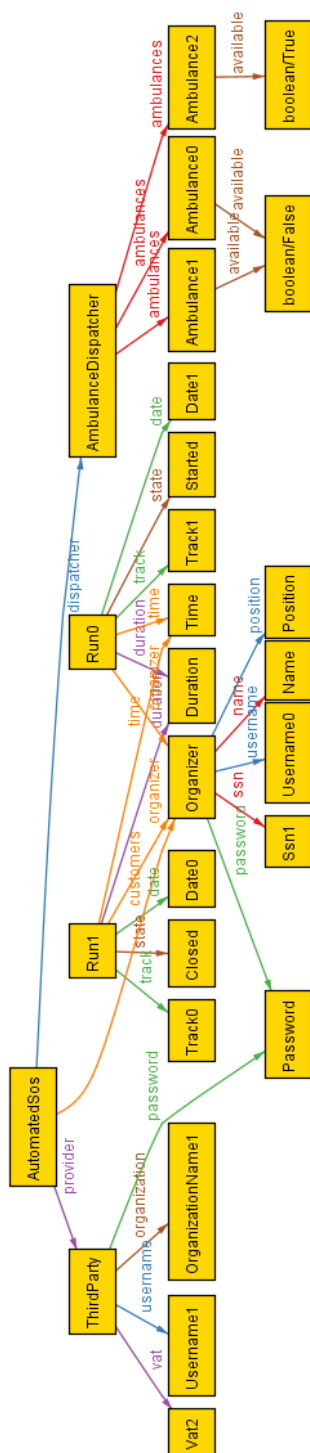 AutomatedSos
provider
dispatcher
ThirdParty
Run1
Run0
AmbulanceDispatcher
vat
username
organization
password
track
state
date
customers
organizer
duration
time
organizer
duration
time
track
state
date
ambulances
ambulances
ambulances
Vat2
Username1
OrganizationName1
Track0
Closed
Date0
Organizer
Duration
Time
Track1
Started
Date1
Ambulance1
Ambulance0
Ambulance2
password
ssn
username
name
position
available
available
available
Password
Ssn1
Username0
Name
Position
boolean/False
boolean/True